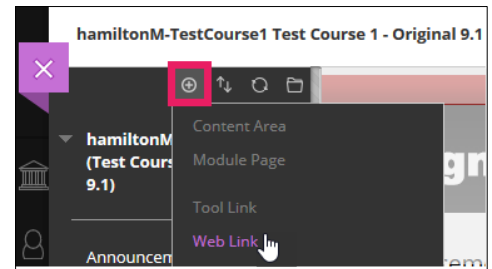 hamiltonM-TestCourse1 Test Course 1 - Original 9.1
Content Area
hamiltonM
(Test Cours
9.1)
Module Page
Tool Link
Web Link
Announcem